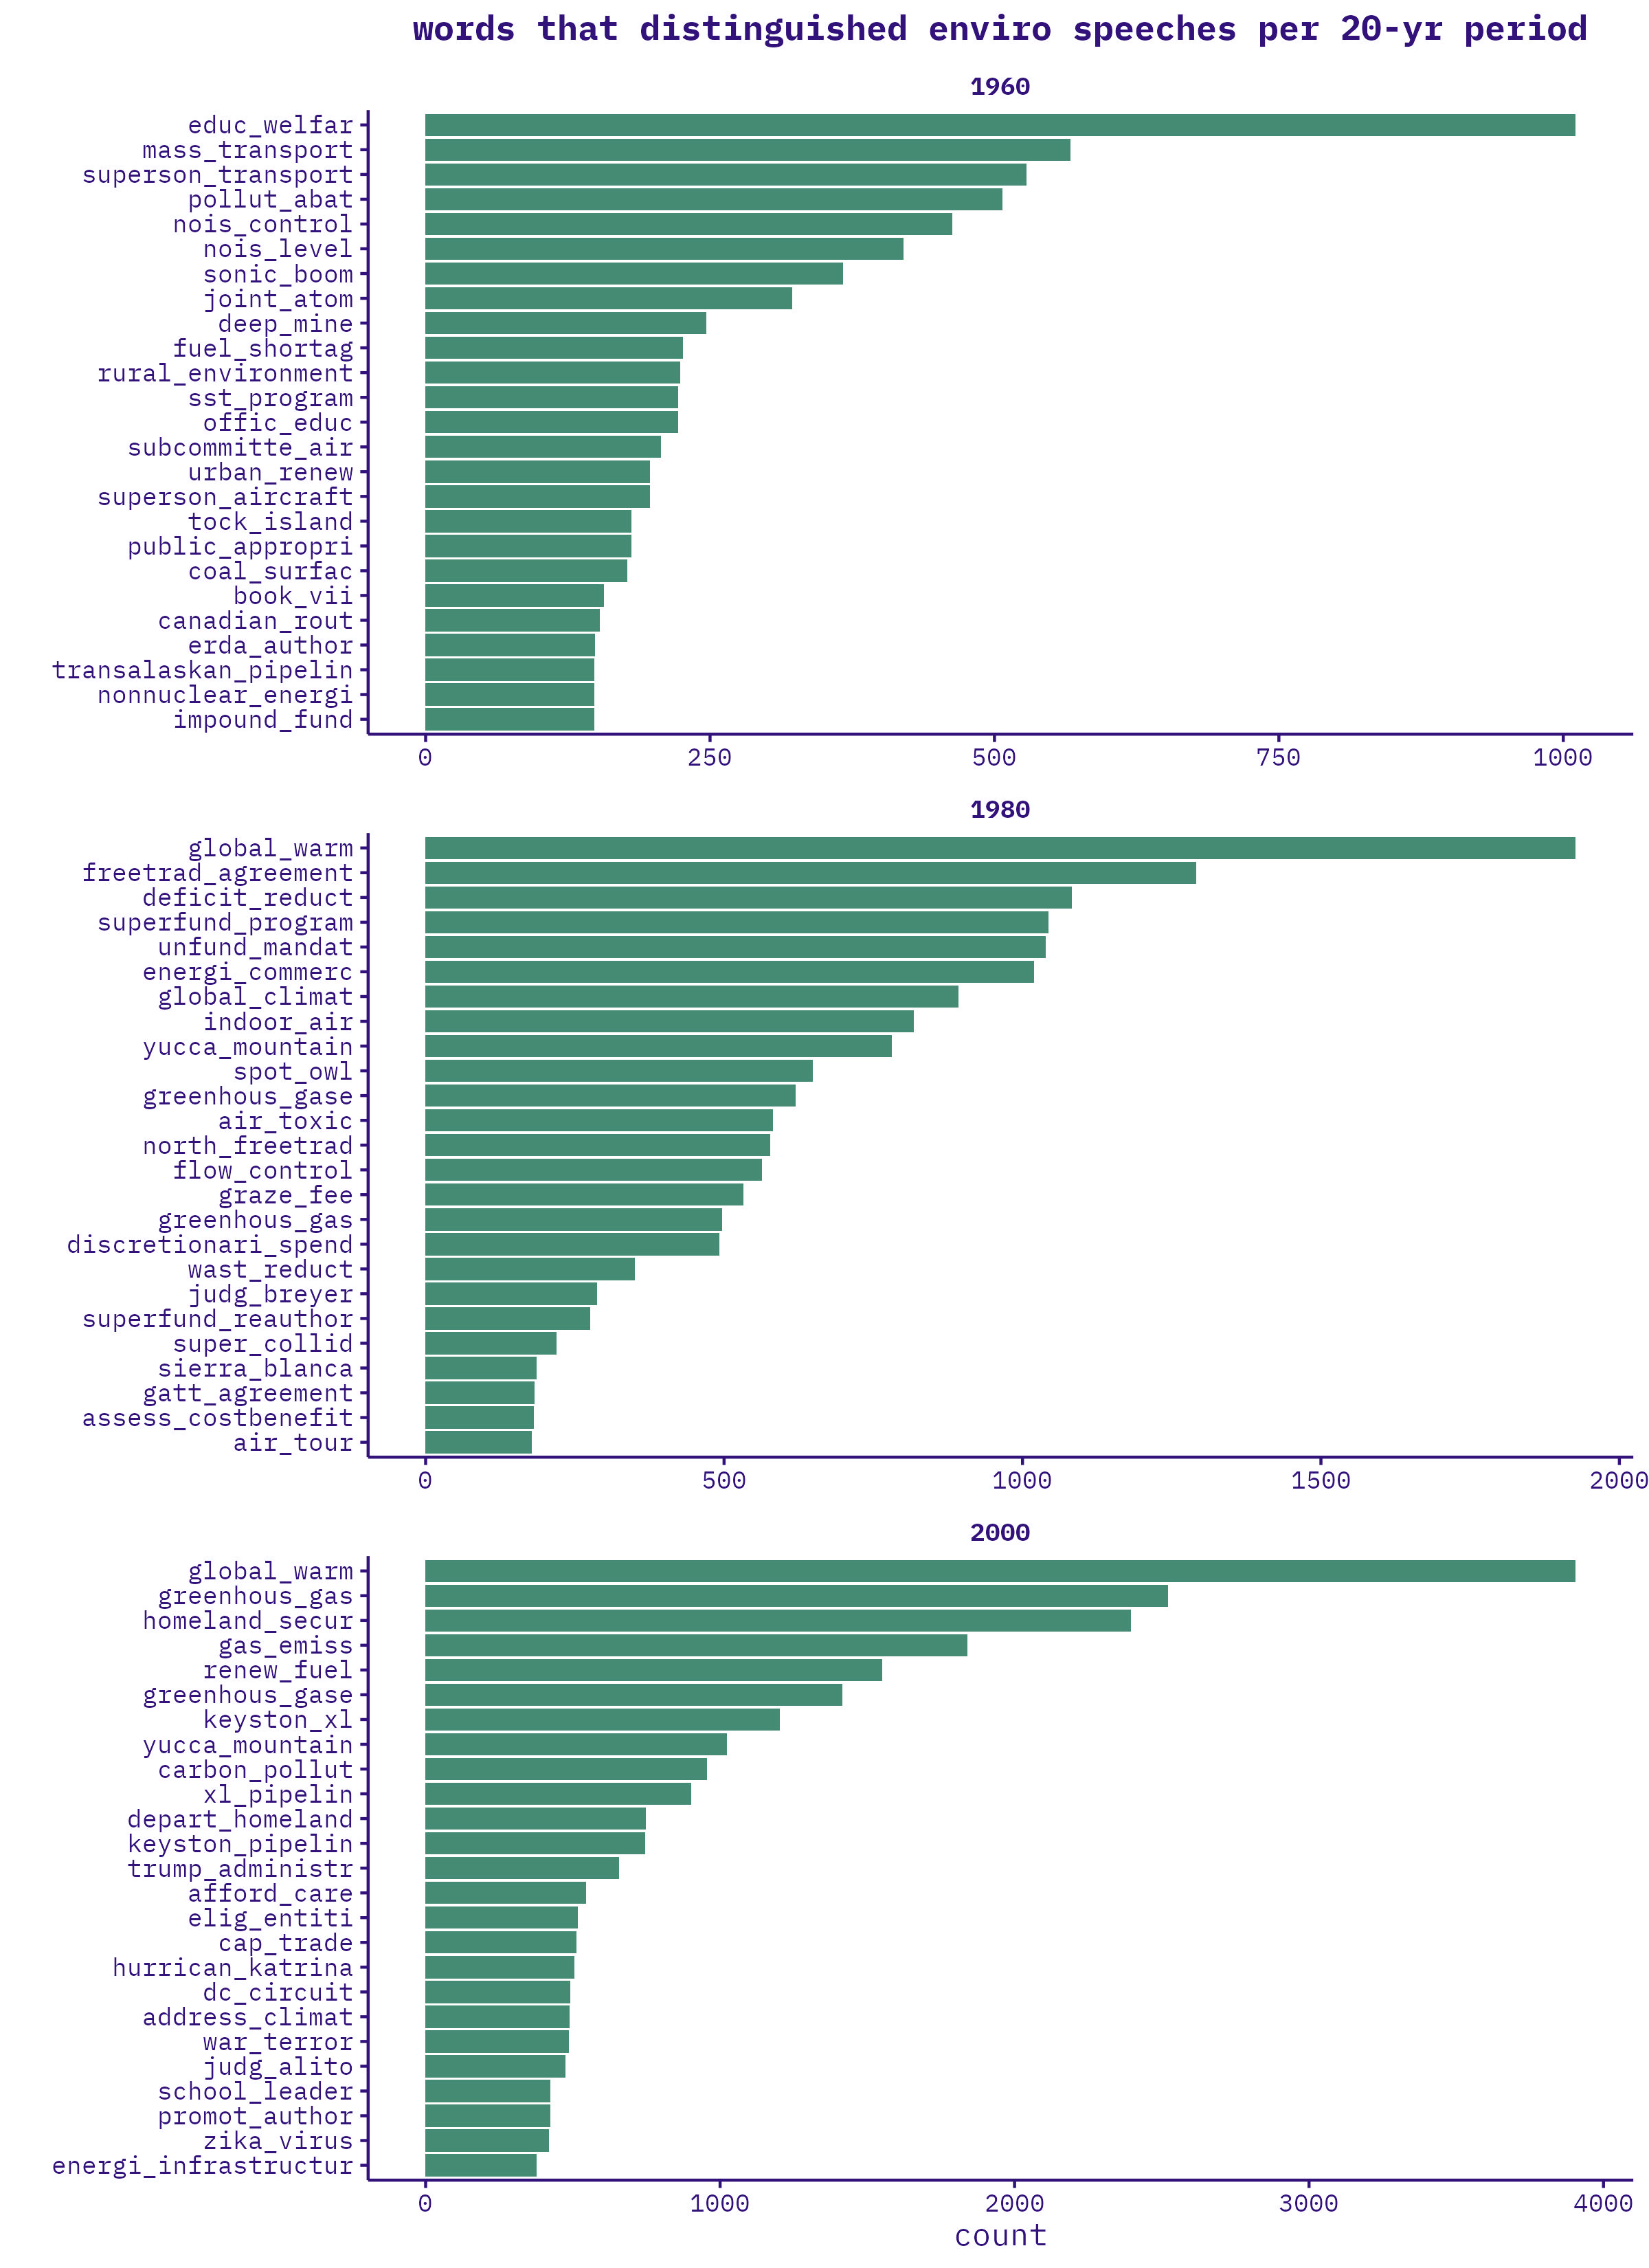 words that distinguished enviro speeches per 20-yr period
1960
educ_welfar
mass_transport
superson_transport
pollut_abat
nois_control
nois_level
sonic_boom
joint_atom
deep_mine
fuel_shortag
rural_environment
sst_program
offic_educ
subcommitte_air
urban_renew
superson_aircraft
tock_island
public_appropri
coal_surfac
book_vii
canadian_rout
erda_author
transalaskan_pipelin
nonnuclear_energi
impound_fund
0 250 500 750 1000
1980
global_warm
freetrad_agreement
deficit_reduct
superfund_program
unfund_mandat
energi_commerc
global_climat
indoor_air
yucca_mountain
spot_owl
greenhous_gase
air_toxic
north_freetrad
flow_control
graze_fee
greenhous_gas
discretionari_spend
wast_reduct
judg_breyer
superfund_reauthor
super_collid
sierra_blanca
gatt_agreement
assess_costbenefit
air_tour
0 500 1000 1500 2000
2000
global_warm
greenhous_gas
homeland_secur
gas_emiss
renew_fuel
greenhous_gase
keyston_xl
yucca_mountain
carbon_pollut
xl_pipelin
depart_homeland
keyston_pipelin
trump_administr
afford_care
elig_entiti
cap_trade
hurrican_katrina
dc_circuit
address_climat
war_terror
judg_alito
school_leader
promot_author
zika_virus
energi_infrastructur
0 1000 2000 3000 4000
count